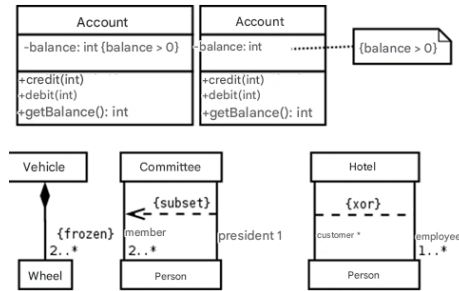 Account
-balance: int {balance > 0}
+credit(int)
+debit(int)
+getBalance(): int
Account
-balance: int
+credit(int)
+debit(int)
+getBalance(): int
{balance > 0}
Vehicle
{frozen}
2..*
Wheel
Committee
{subset}
member
2..*
president 1
Person
Hotel
{xor}
customer *
employee
1..*
Person